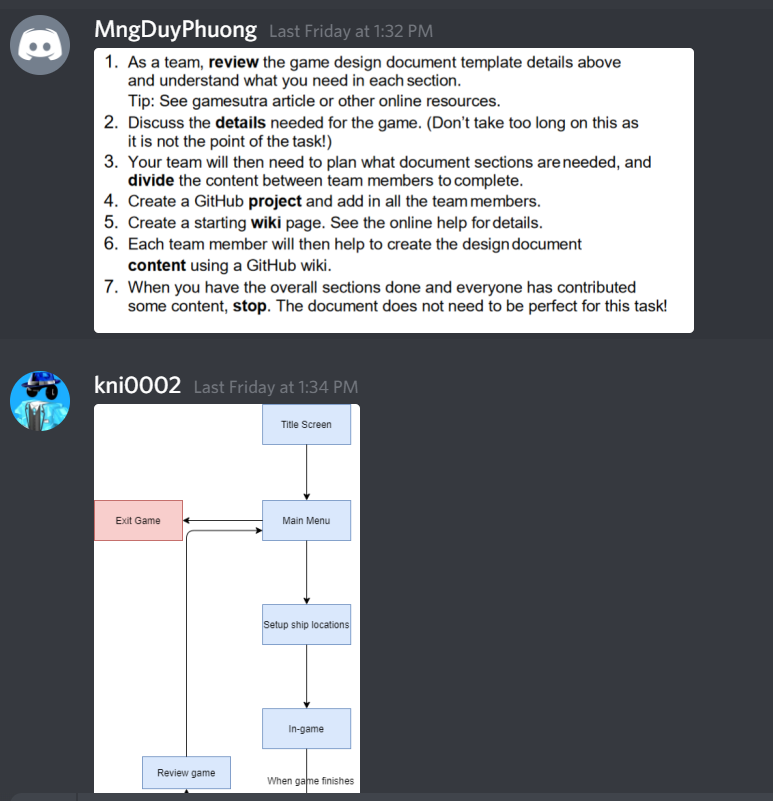 MngDuyPhuong Last Friday at 1:32 PM
1. As a team, review the game design document template details above
and understand what you need in each section.
Tip: See gamesutra article or other online resources.
2. Discuss the details needed for the game. (Don't take too long on this as
it is not the point of the task!)
3. Your team will then need to plan what document sections are needed, and
divide the content between team members to complete.
4. Create a GitHub project and add in all the team members.
5. Create a starting wiki page. See the online help for details.
6. Each team member will then help to create the design document
content using a GitHub wiki.
7. When you have the overall sections done and everyone has contributed
some content, stop. The document does not need to be perfect for this task!
kni0002 Last Friday at 1:34 PM
Title Screen
Exit Game
Main Menu
Setup ship locations
In-game
Review game
When game finishes